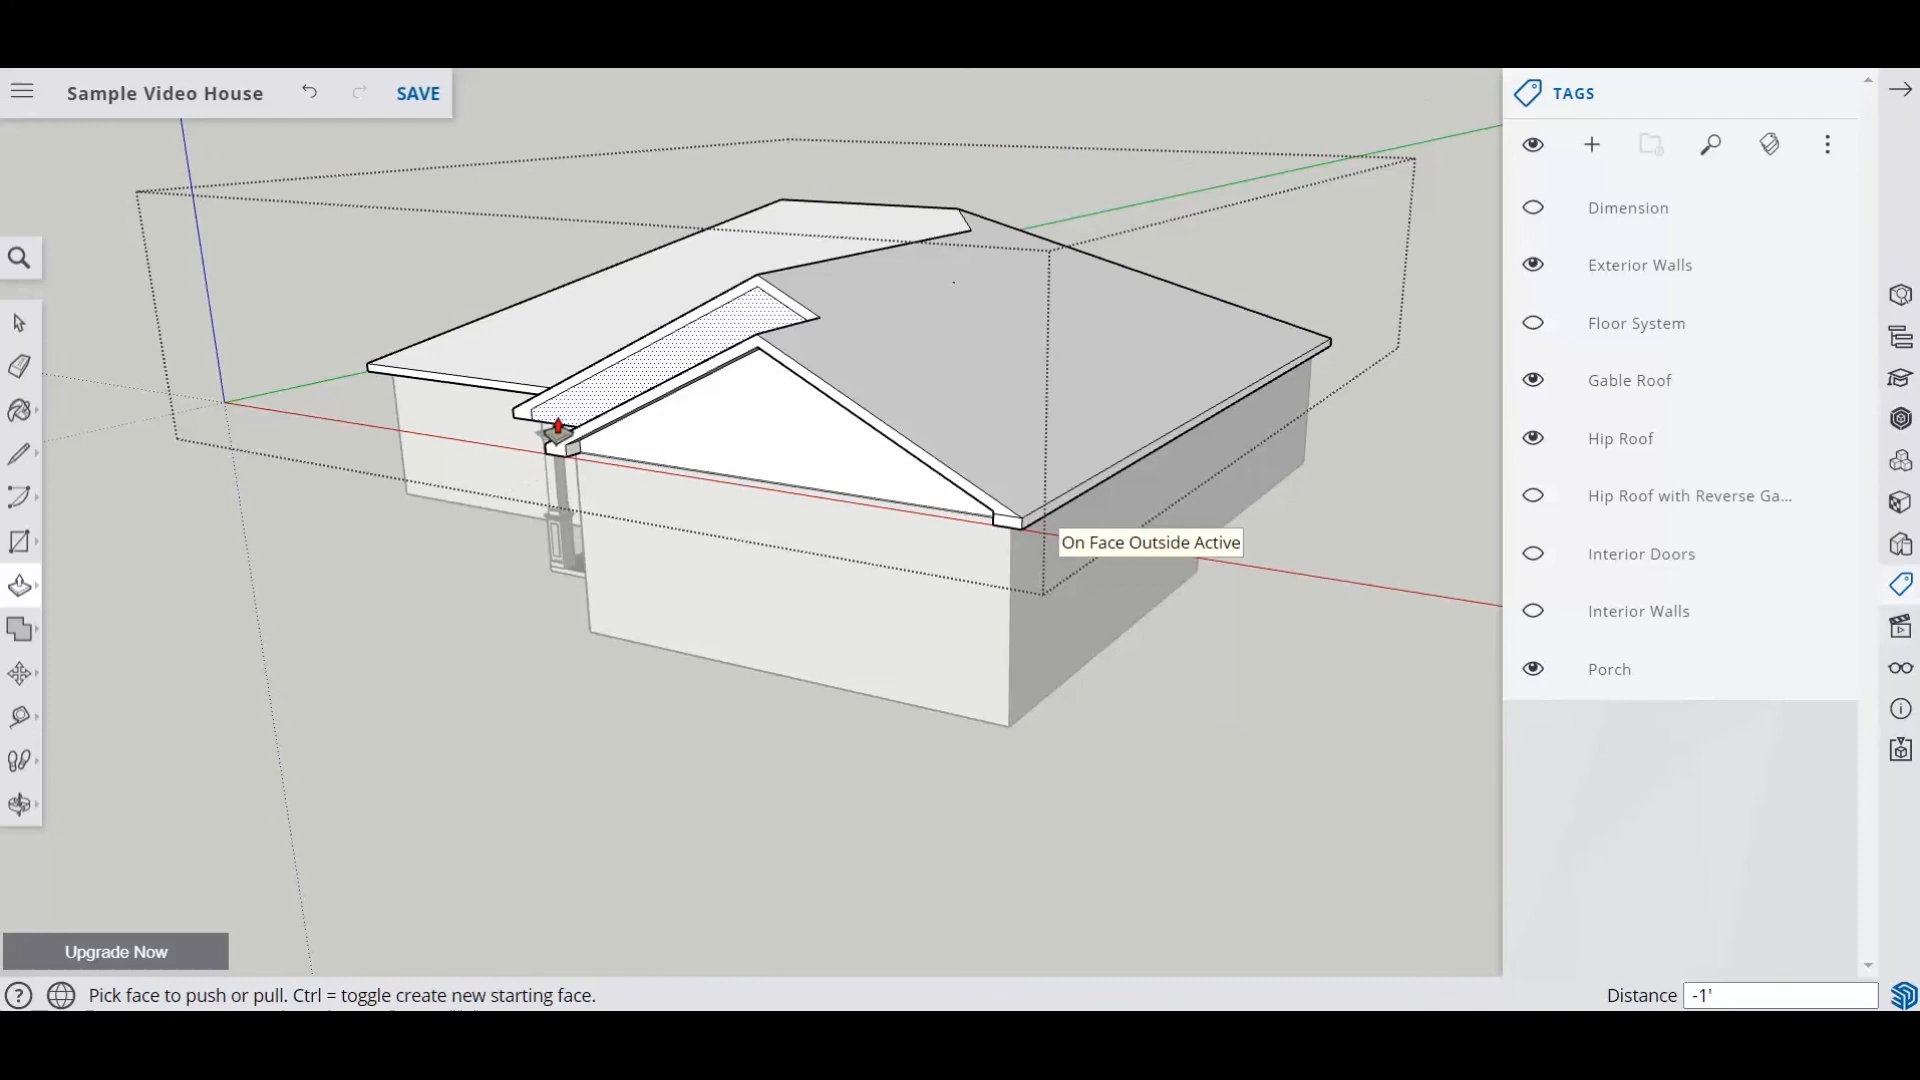 Sample Video House
SAVE
TAGS
Dimension
Exterior Walls
Floor System
Gable Roof
Hip Roof
Hip Roof with Reverse Ga...
Interior Doors
Interior Walls
Porch
On Face Outside Active
Upgrade Now
? Pick face to push or pull. Ctrl = toggle create new starting face.
Distance -1'